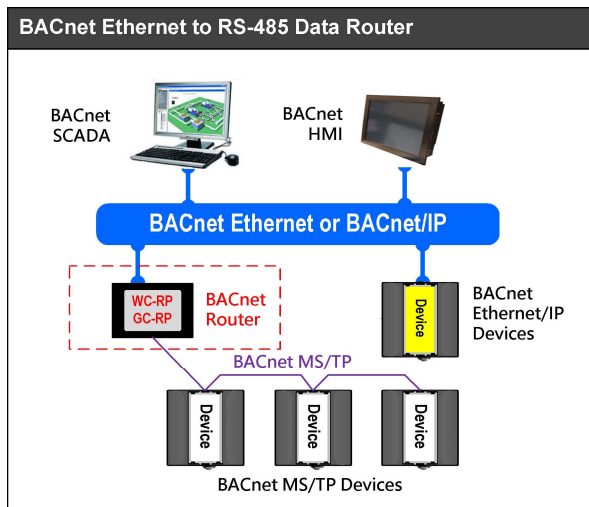 BACnet Ethernet to RS-485 Data Router
BACnet
SCADA
BACnet
HMI
BACnet Ethernet or BACnet/IP
WC-RP
GC-RP
BACnet
Router
Device
BACnet
Ethernet/IP
Devices
BACnet MS/TP
Device
Device
Device
BACnet MS/TP Devices